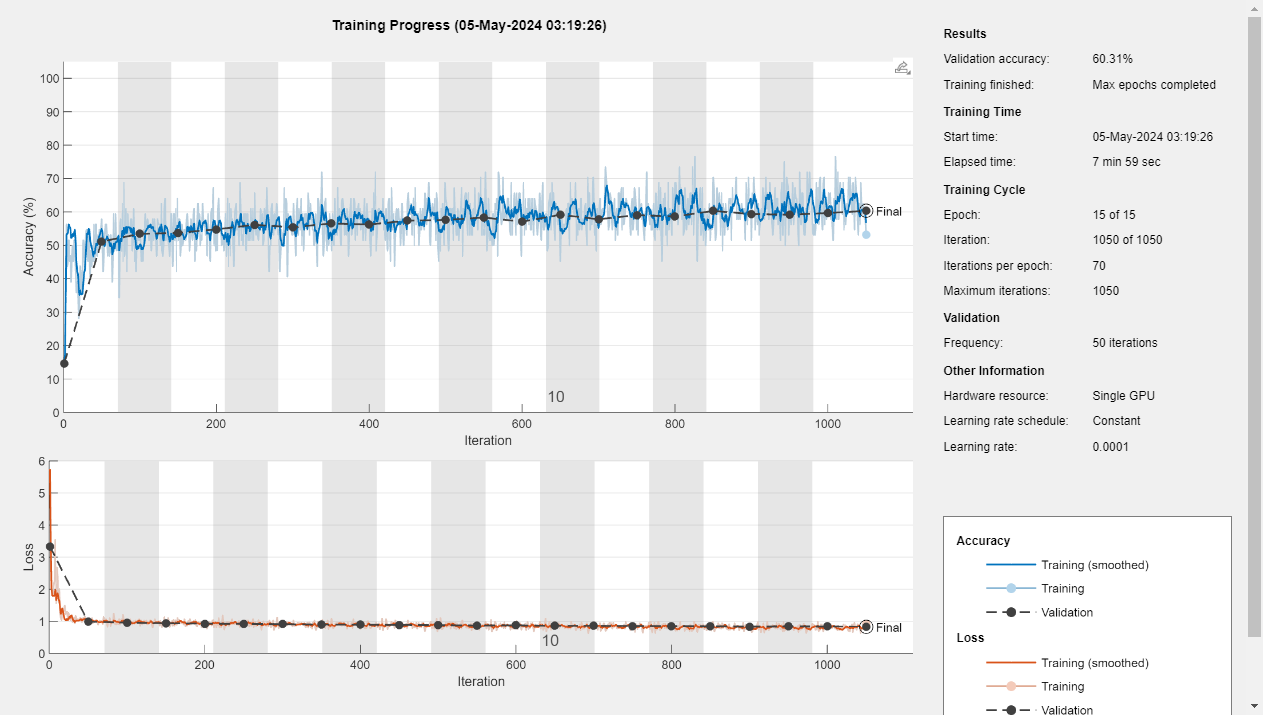 Training Progress (05-May-2024 03:19:26)
100
90
80
70
60
50
40
30
20
10
0
Accuracy (%)
Final
10
0 200 400 600 800 1000
Iteration
6
5
4
3
2
1
0
Loss
Final
10
0 200 400 600 800 1000
Iteration
Results
Validation accuracy: 60.31%
Training finished: Max epochs completed
Training Time
Start time: 05-May-2024 03:19:26
Elapsed time: 7 min 59 sec
Training Cycle
Epoch: 15 of 15
Iteration: 1050 of 1050
Iterations per epoch: 70
Maximum iterations: 1050
Validation
Frequency: 50 iterations
Other Information
Hardware resource: Single GPU
Learning rate schedule: Constant
Learning rate: 0.0001
Accuracy
Training (smoothed)
Training
Validation
Loss
Training (smoothed)
Training
Validation